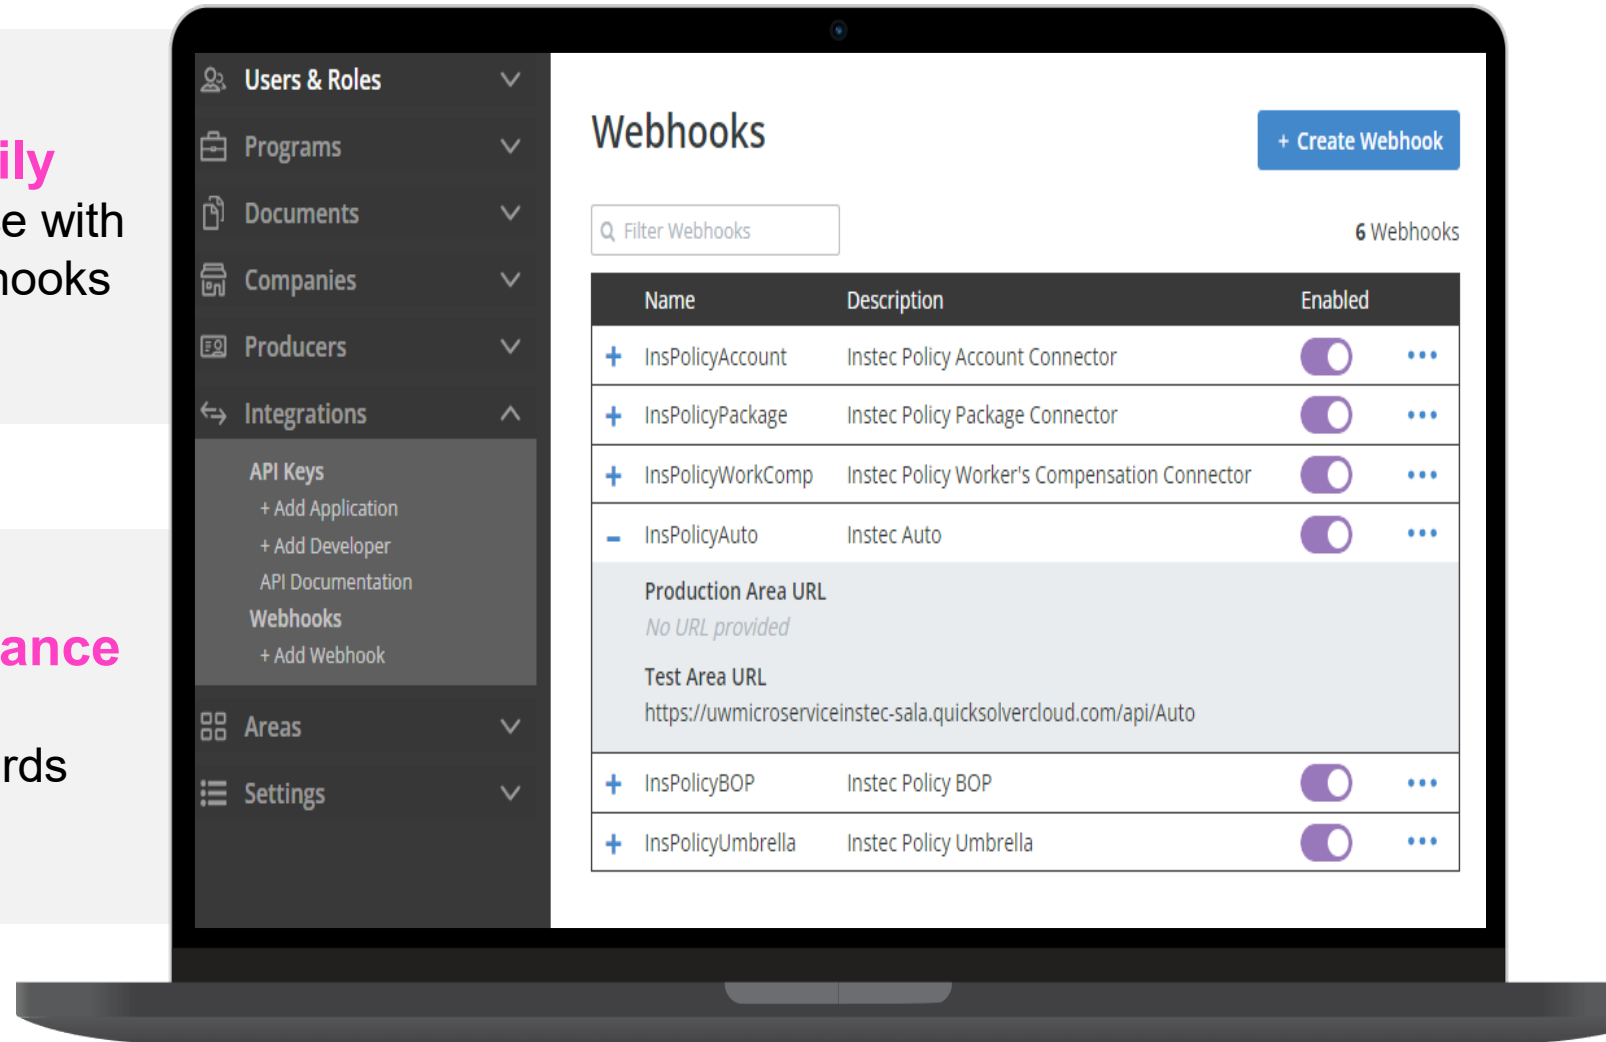 ily
e with
hooks
ance
rds
Users & Roles
Programs
Documents
Companies
Producers
Integrations
API Keys
+ Add Application
+ Add Developer
API Documentation
Webhooks
+ Add Webhook
Areas
Settings
Webhooks
+ Create Webhook
Filter Webhooks
6 Webhooks
Name Description Enabled
+ InsPolicyAccount Instec Policy Account Connector ...
+ InsPolicyPackage Instec Policy Package Connector ...
+ InsPolicyWorkComp Instec Policy Worker's Compensation Connector ...
– InsPolicyAuto Instec Auto ...
Production Area URL
No URL provided
Test Area URL
https://uwmicroserviceinstec-sala.quicksolvercloud.com/api/Auto
+ InsPolicyBOP Instec Policy BOP ...
+ InsPolicyUmbrella Instec Policy Umbrella ...